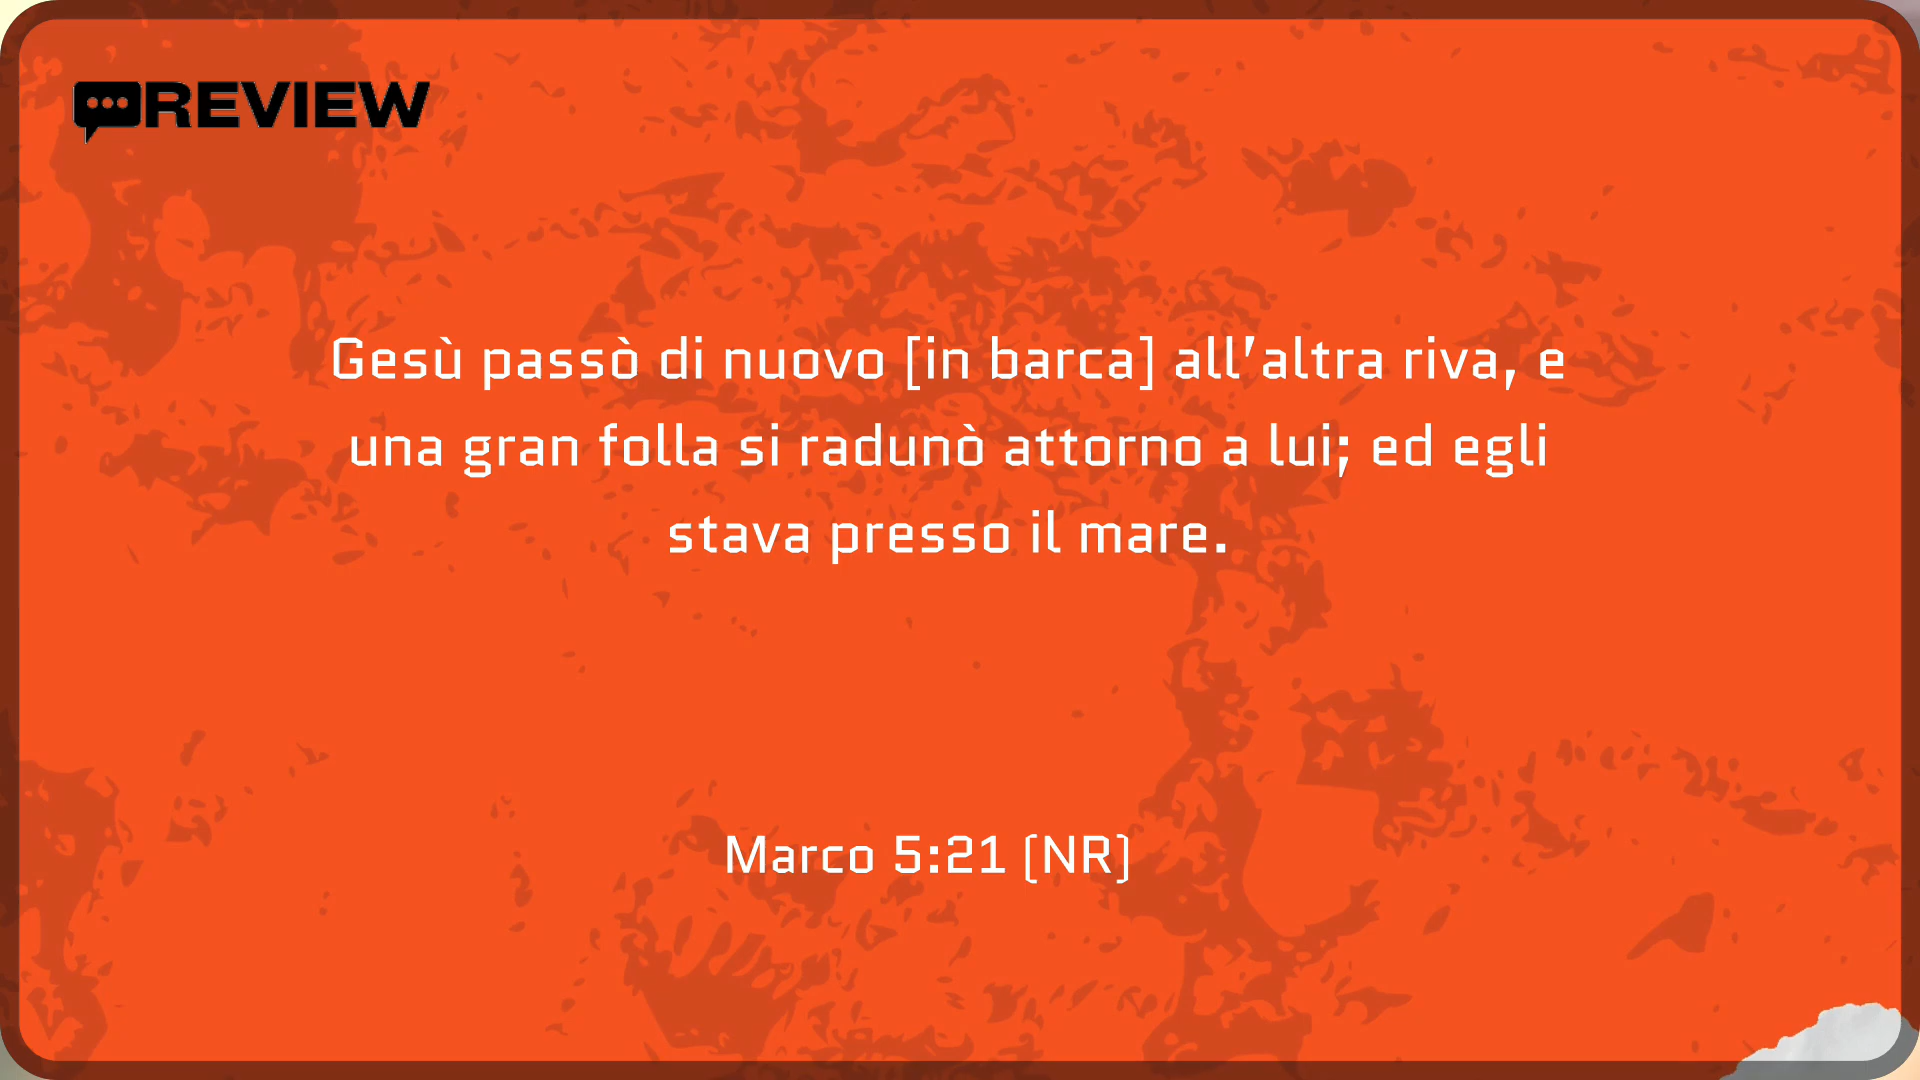 REVIEW
Gesù passò di nuovo [in barca] all'altra riva, e
una gran folla si radunò attorno a lui; ed egli
stava presso il mare.
Marco 5:21 (NR)